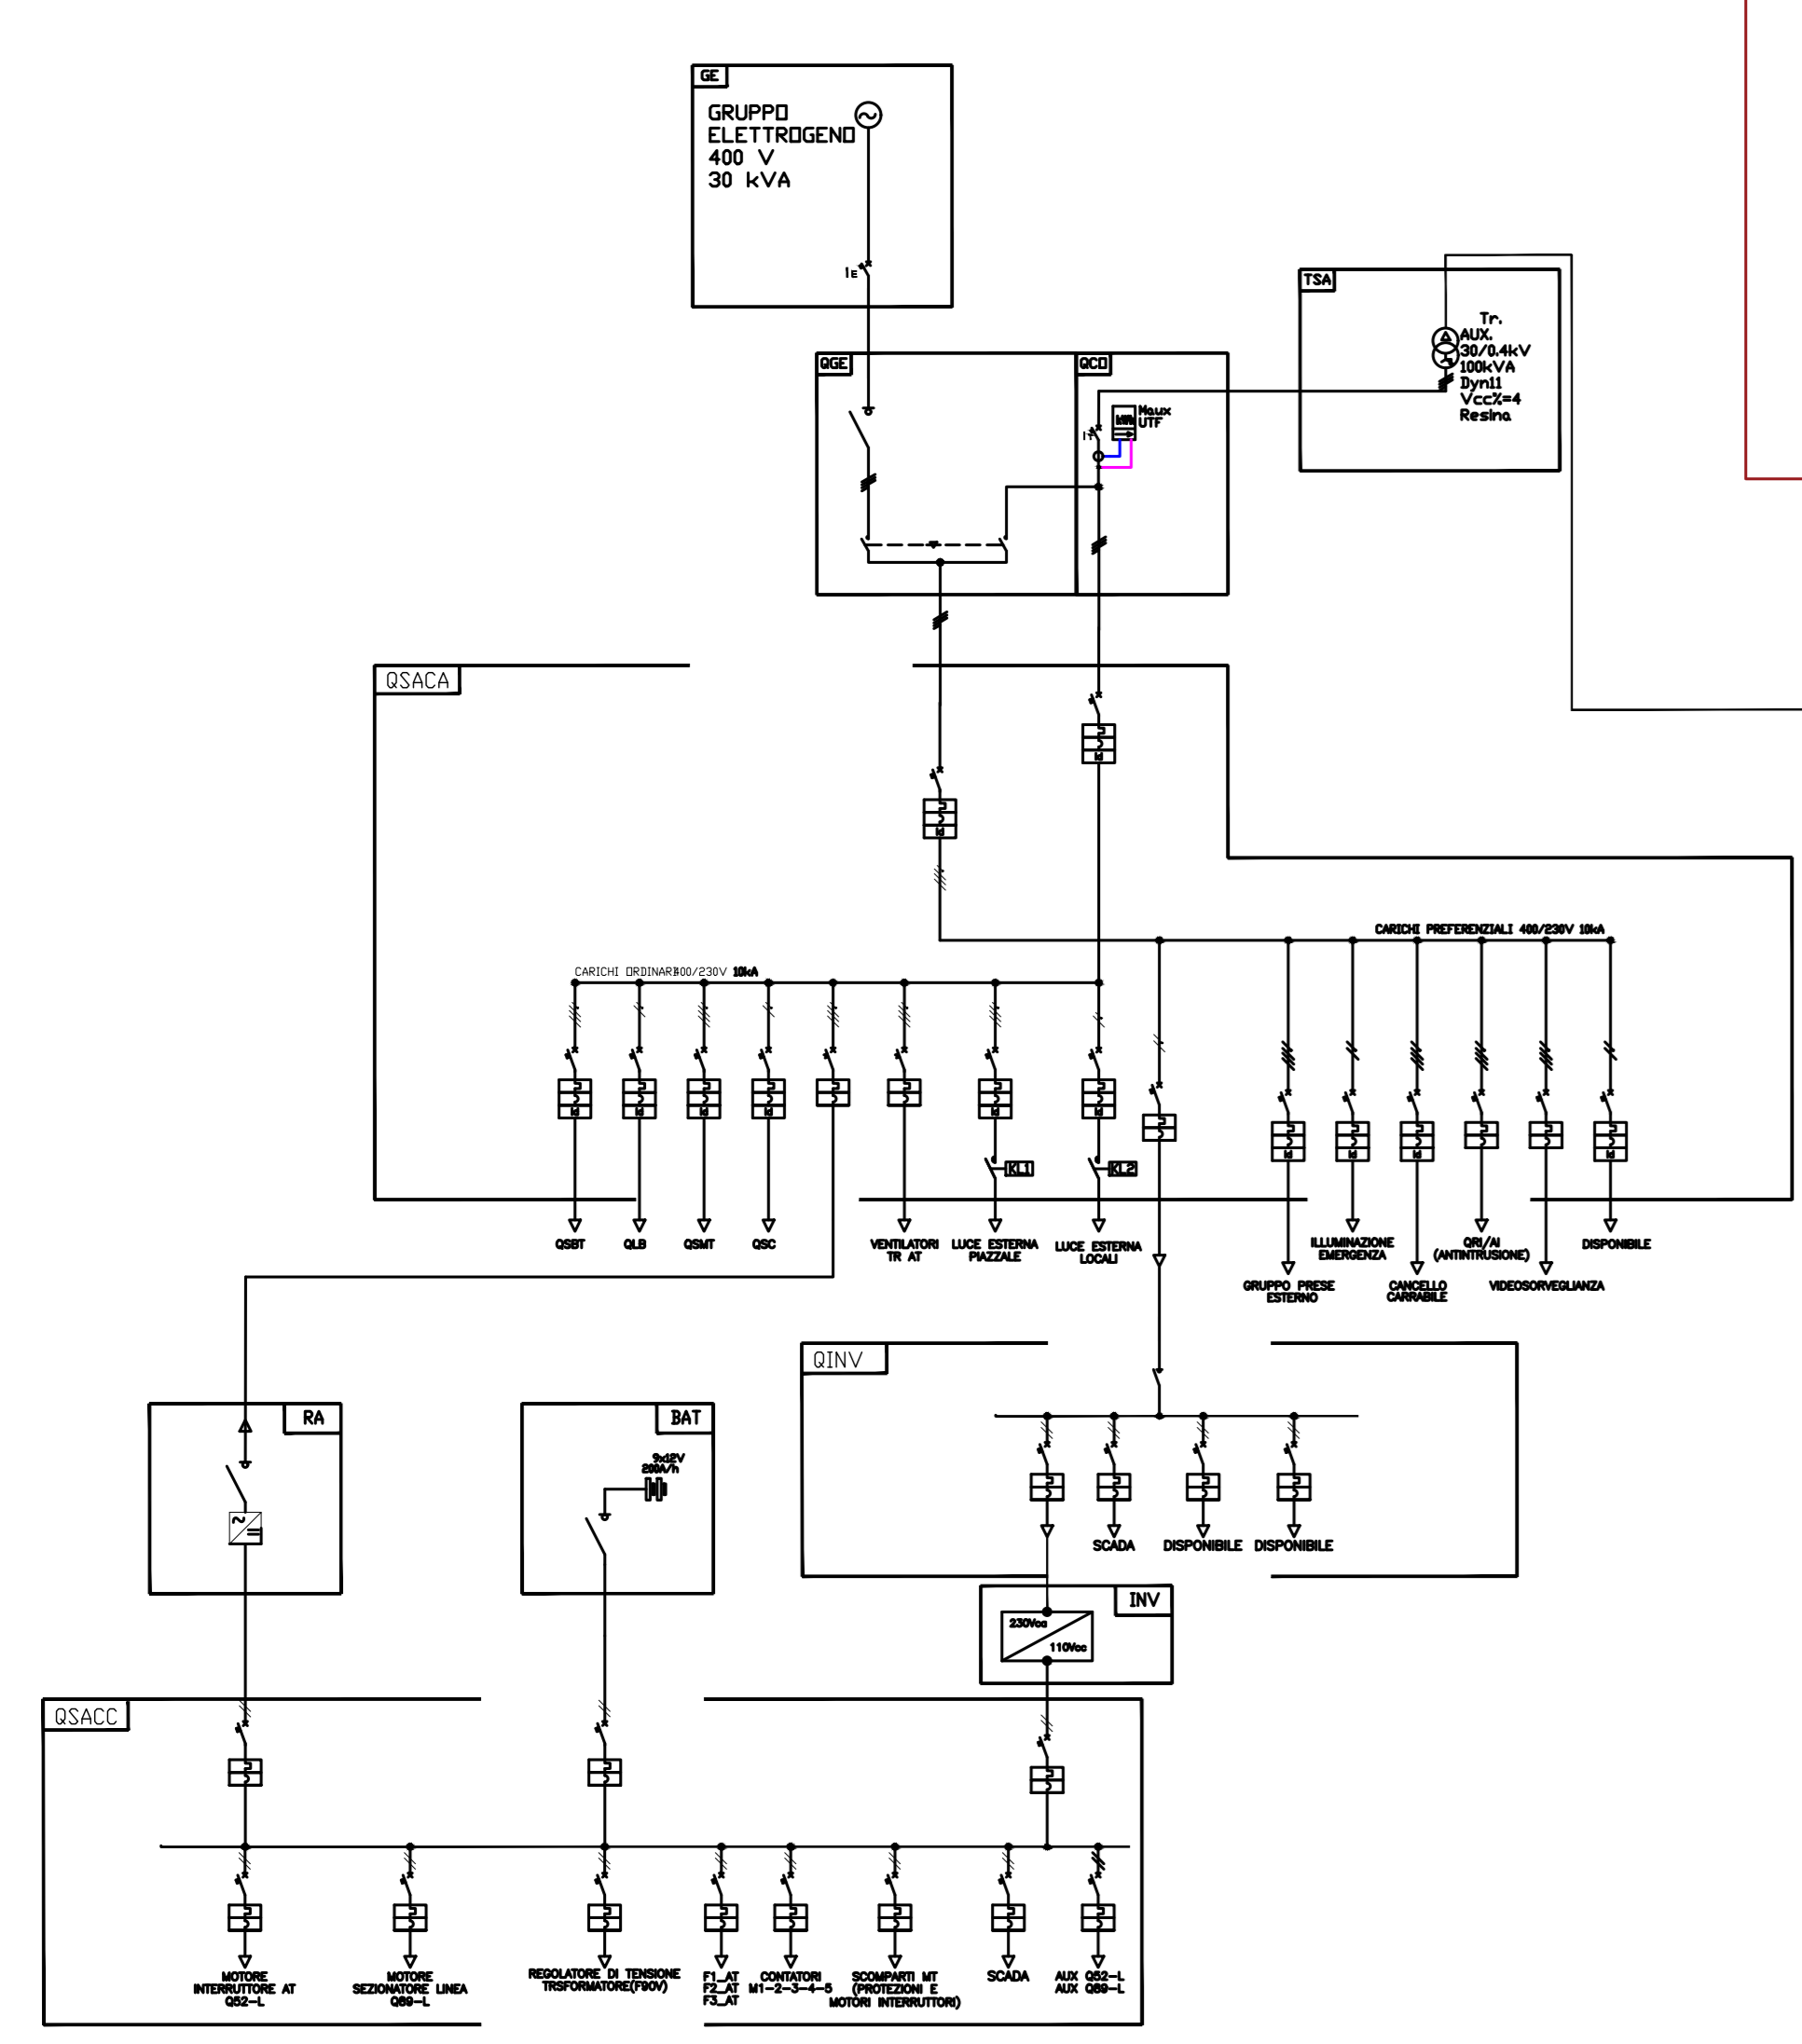 GE
GRUPPO
ELETTROGENO
400 V
30 kVA
IE
TSA
Tr.
AUX.
30/0.4kV
100kVA
Dyn11
Vcc%=4
Resina
QGE
QCO
Maux
UTF
kWh
QSACA
CARICHI PREFERENZIALI 400/230V 10kA
CARICHI ORDINARI 400/230V 10kA
KL1
KL2
QSBT
QLB
QSMT
QSC
VENTILATORI
TR AT
LUCE ESTERNA
PIAZZALE
LUCE ESTERNA
LOCALI
GRUPPO PRESE
ESTERNO
ILLUMINAZIONE
EMERGENZA
CANCELLO
CARRABILE
QRI/AI
(ANTINTRUSIONE)
VIDEOSORVEGLIANZA
DISPONIBILE
QINV
RA
BAT
9x12V
200A/h
SCADA
DISPONIBILE
DISPONIBILE
INV
230Vca
110Vcc
QSACC
MOTORE
INTERRUTTORE AT
Q52-L
MOTORE
SEZIONATORE LINEA
Q89-L
REGOLATORE DI TENSIONE
TRSFORMATORE(F90V)
F1_AT
F2_AT
F3_AT
CONTATORI
M1-2-3-4-5
SCOMPARTI MT
(PROTEZIONI E
MOTORI INTERRUTTORI)
SCADA
AUX Q52-L
AUX Q89-L